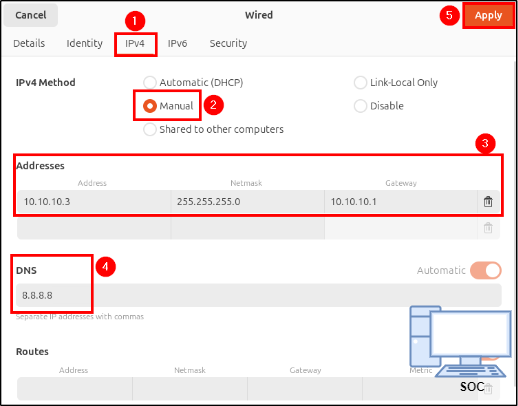 Cancel Wired 5 Apply
1
Details Identity IPv4 IPv6 Security
IPv4 Method Automatic (DHCP) Link-Local Only
Manual 2 Disable
Shared to other computers
3
Addresses
Address Netmask Gateway
10.10.10.3 255.255.255.0 10.10.10.1
DNS 4 Automatic
8.8.8.8
Separate IP addresses with commas
Routes
Address Netmask Gateway Metric
SOC